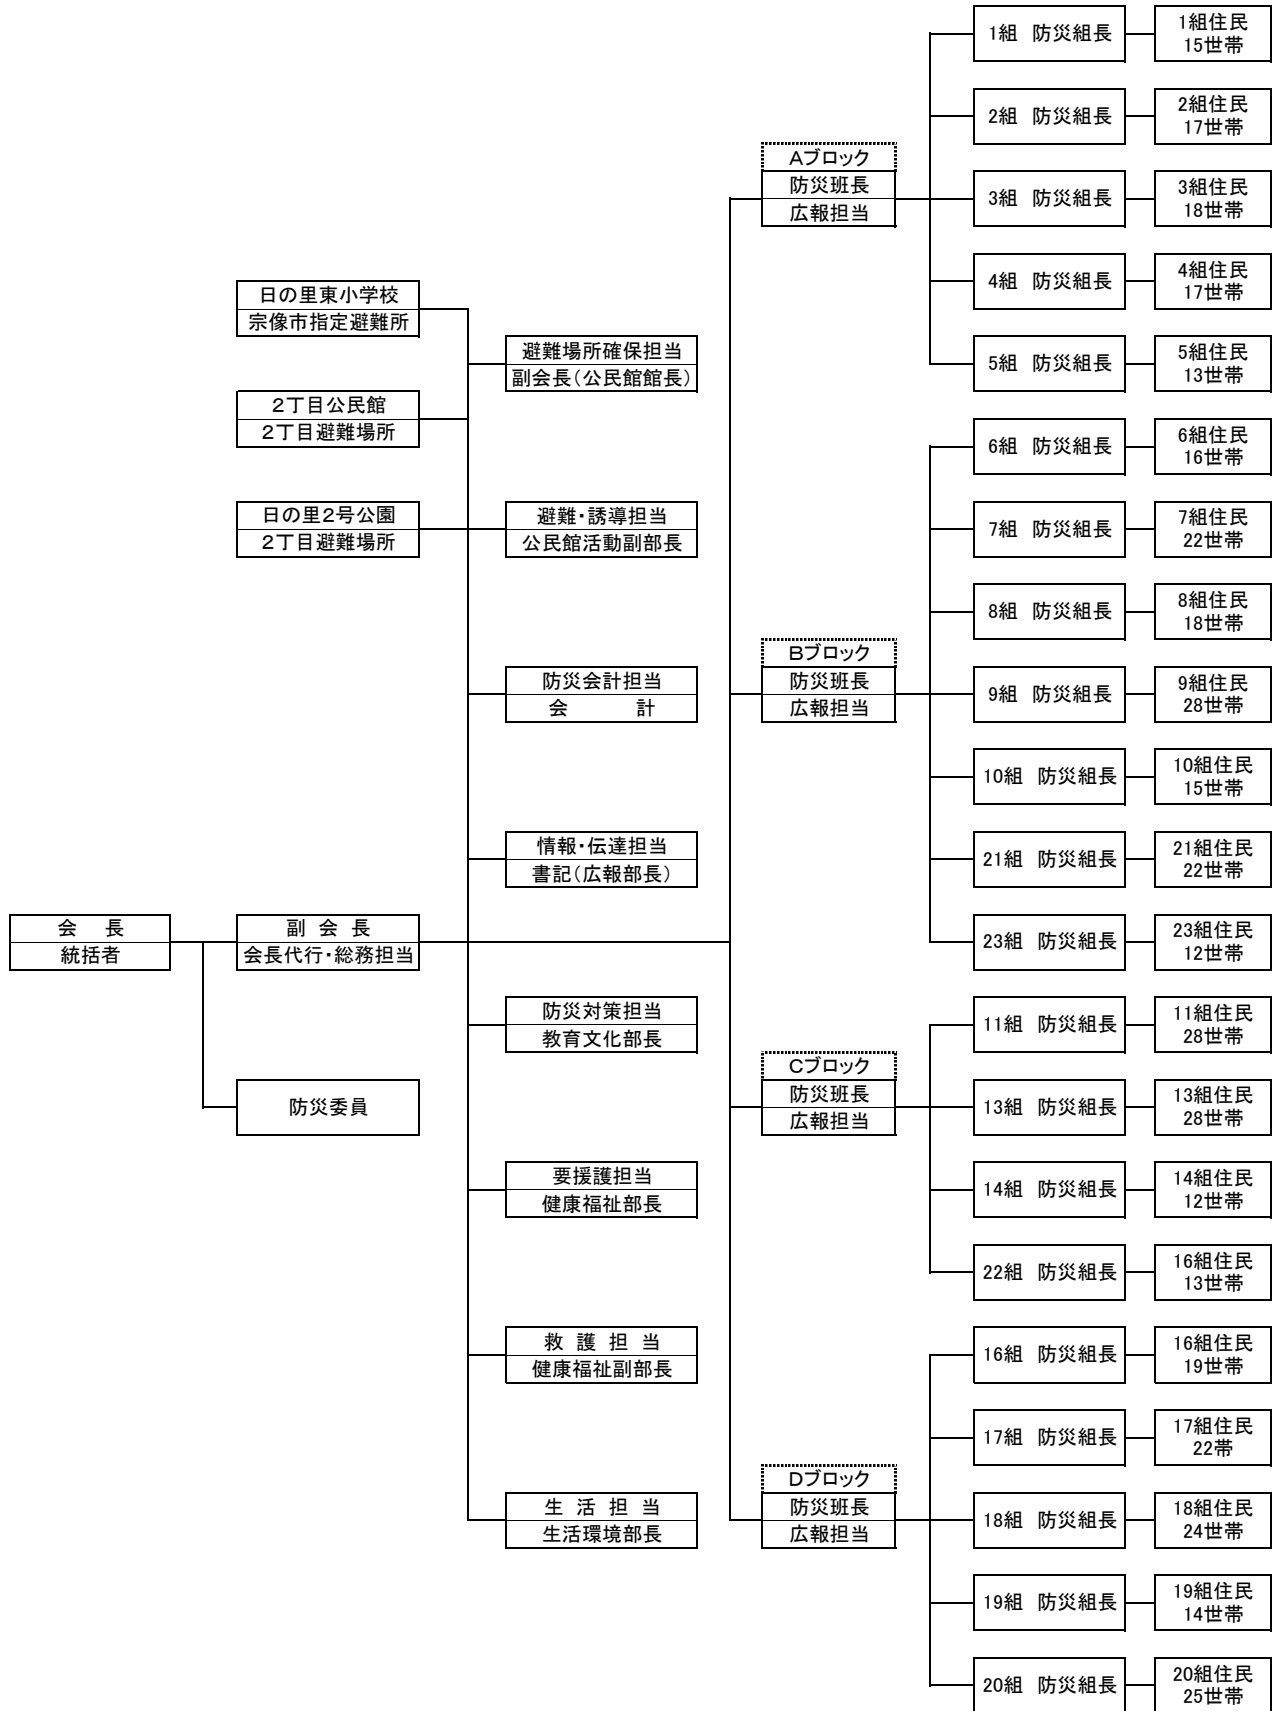 会　長
統括者
副 会 長
会長代行・総務担当
防災委員
日の里東小学校
宗像市指定避難所
２丁目公民館
２丁目避難場所
日の里２号公園
２丁目避難場所
避難場所確保担当
副会長（公民館館長）
避難・誘導担当
公民館活動副部長
防災会計担当
会　　　計
情報・伝達担当
書記（広報部長）
防災対策担当
教育文化部長
要援護担当
健康福祉部長
救 護 担 当
健康福祉副部長
生 活 担 当
生活環境部長
Aブロック
防災班長
広報担当
1組　防災組長
1組住民
15世帯
2組　防災組長
2組住民
17世帯
3組　防災組長
3組住民
18世帯
4組　防災組長
4組住民
17世帯
5組　防災組長
5組住民
13世帯
Bブロック
防災班長
広報担当
6組　防災組長
6組住民
16世帯
7組　防災組長
7組住民
22世帯
8組　防災組長
8組住民
18世帯
9組　防災組長
9組住民
28世帯
10組　防災組長
10組住民
15世帯
21組　防災組長
21組住民
22世帯
23組　防災組長
23組住民
12世帯
Cブロック
防災班長
広報担当
11組　防災組長
11組住民
28世帯
13組　防災組長
13組住民
28世帯
14組　防災組長
14組住民
12世帯
22組　防災組長
16組住民
13世帯
Dブロック
防災班長
広報担当
16組　防災組長
16組住民
19世帯
17組　防災組長
17組住民
22帯
18組　防災組長
18組住民
24世帯
19組　防災組長
19組住民
14世帯
20組　防災組長
20組住民
25世帯